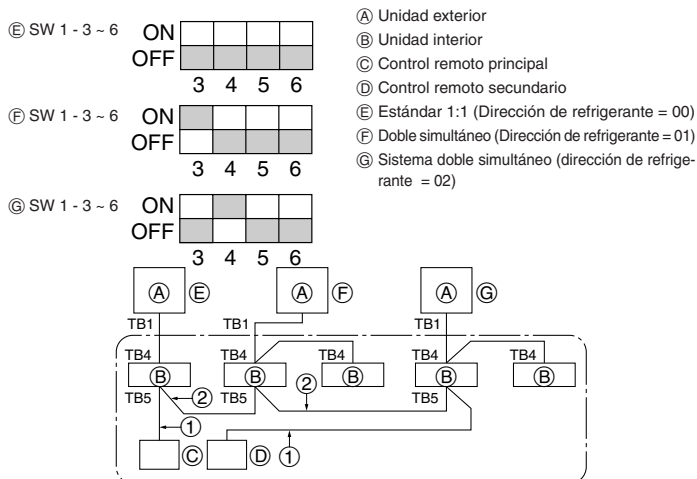 Ⓔ SW 1 - 3 ~ 6
ON
OFF
3 4 5 6
Ⓕ SW 1 - 3 ~ 6
ON
OFF
3 4 5 6
Ⓖ SW 1 - 3 ~ 6
ON
OFF
3 4 5 6
Ⓐ Unidad exterior
Ⓑ Unidad interior
Ⓒ Control remoto principal
Ⓓ Control remoto secundario
Ⓔ Estándar 1:1 (Dirección de refrigerante = 00)
Ⓕ Doble simultáneo (Dirección de refrigerante = 01)
Ⓖ Sistema doble simultáneo (dirección de refrige-
rante = 02)
Ⓐ Ⓔ Ⓐ Ⓕ Ⓐ Ⓖ
TB1 TB1 TB1
TB4 TB4 TB4 TB4 TB4
Ⓑ Ⓑ Ⓑ Ⓑ Ⓑ
TB5 ② TB5 ② TB5
①
Ⓒ Ⓓ ①